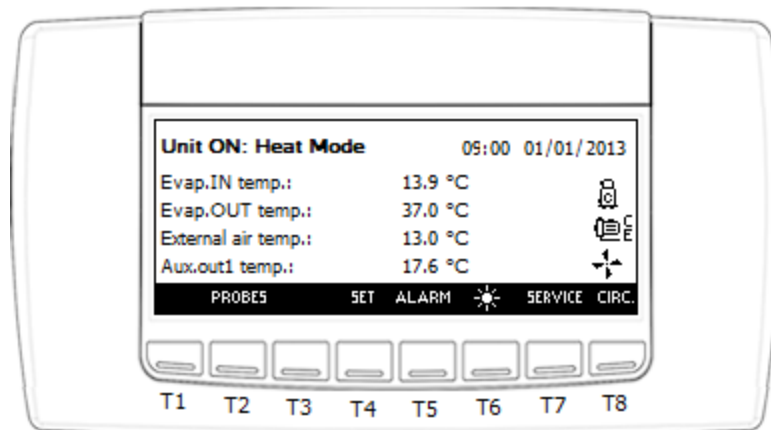 Unit ON: Heat Mode 09:00 01/01/2013
Evap.IN temp.: 13.9 °C
Evap.OUT temp.: 37.0 °C
External air temp.: 13.0 °C
Aux.out1 temp.: 17.6 °C
C
C
E
PROBES SET ALARM SERVICE CIRC.
T1 T2 T3 T4 T5 T6 T7 T8